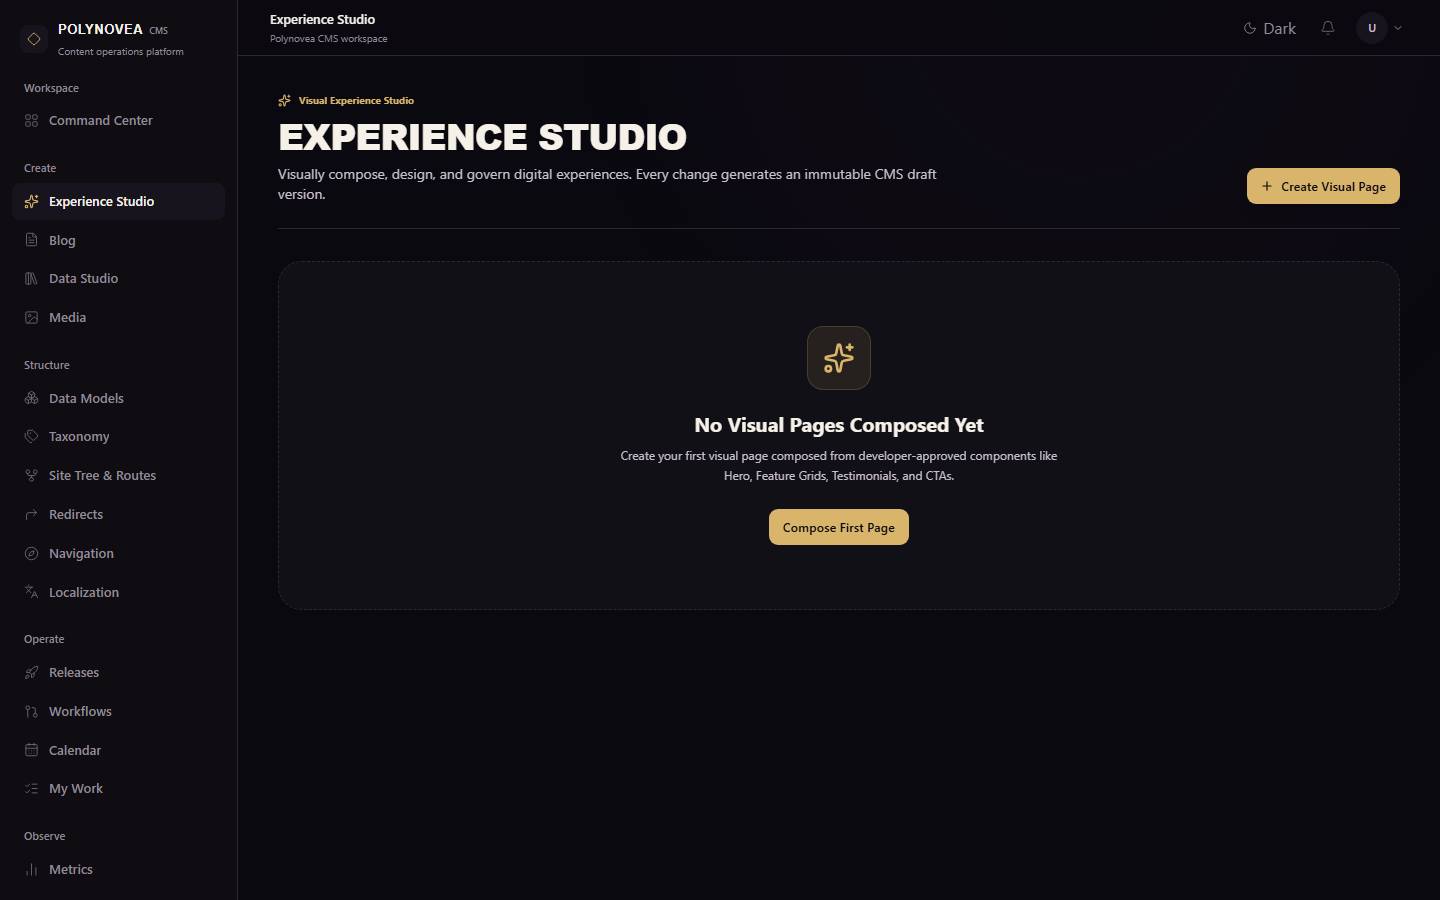 POLYNOVEA CMS
Content operations platform
Workspace
Command Center
Create
Experience Studio
Blog
Data Studio
Media
Structure
Data Models
Taxonomy
Site Tree & Routes
Redirects
Navigation
Localization
Operate
Releases
Workflows
Calendar
My Work
Observe
Metrics
Experience Studio
Polynovea CMS workspace
Dark
U
Visual Experience Studio
EXPERIENCE STUDIO
Visually compose, design, and govern digital experiences. Every change generates an immutable CMS draft
version.
Create Visual Page
No Visual Pages Composed Yet
Create your first visual page composed from developer-approved components like
Hero, Feature Grids, Testimonials, and CTAs.
Compose First Page